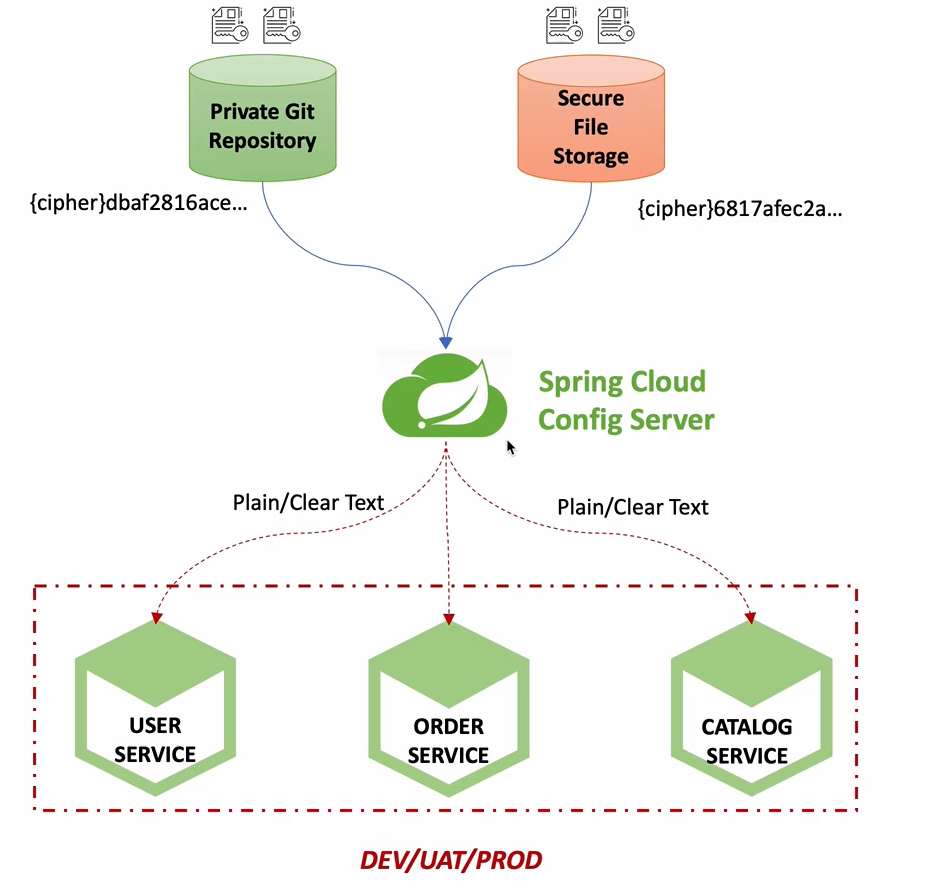 Private Git
Repository
Secure
File
Storage
{cipher}dbaf2816ace...
{cipher}6817afec2a...
Spring Cloud
Config Server
Plain/Clear Text
Plain/Clear Text
USER
SERVICE
ORDER
SERVICE
CATALOG
SERVICE
DEV/UAT/PROD